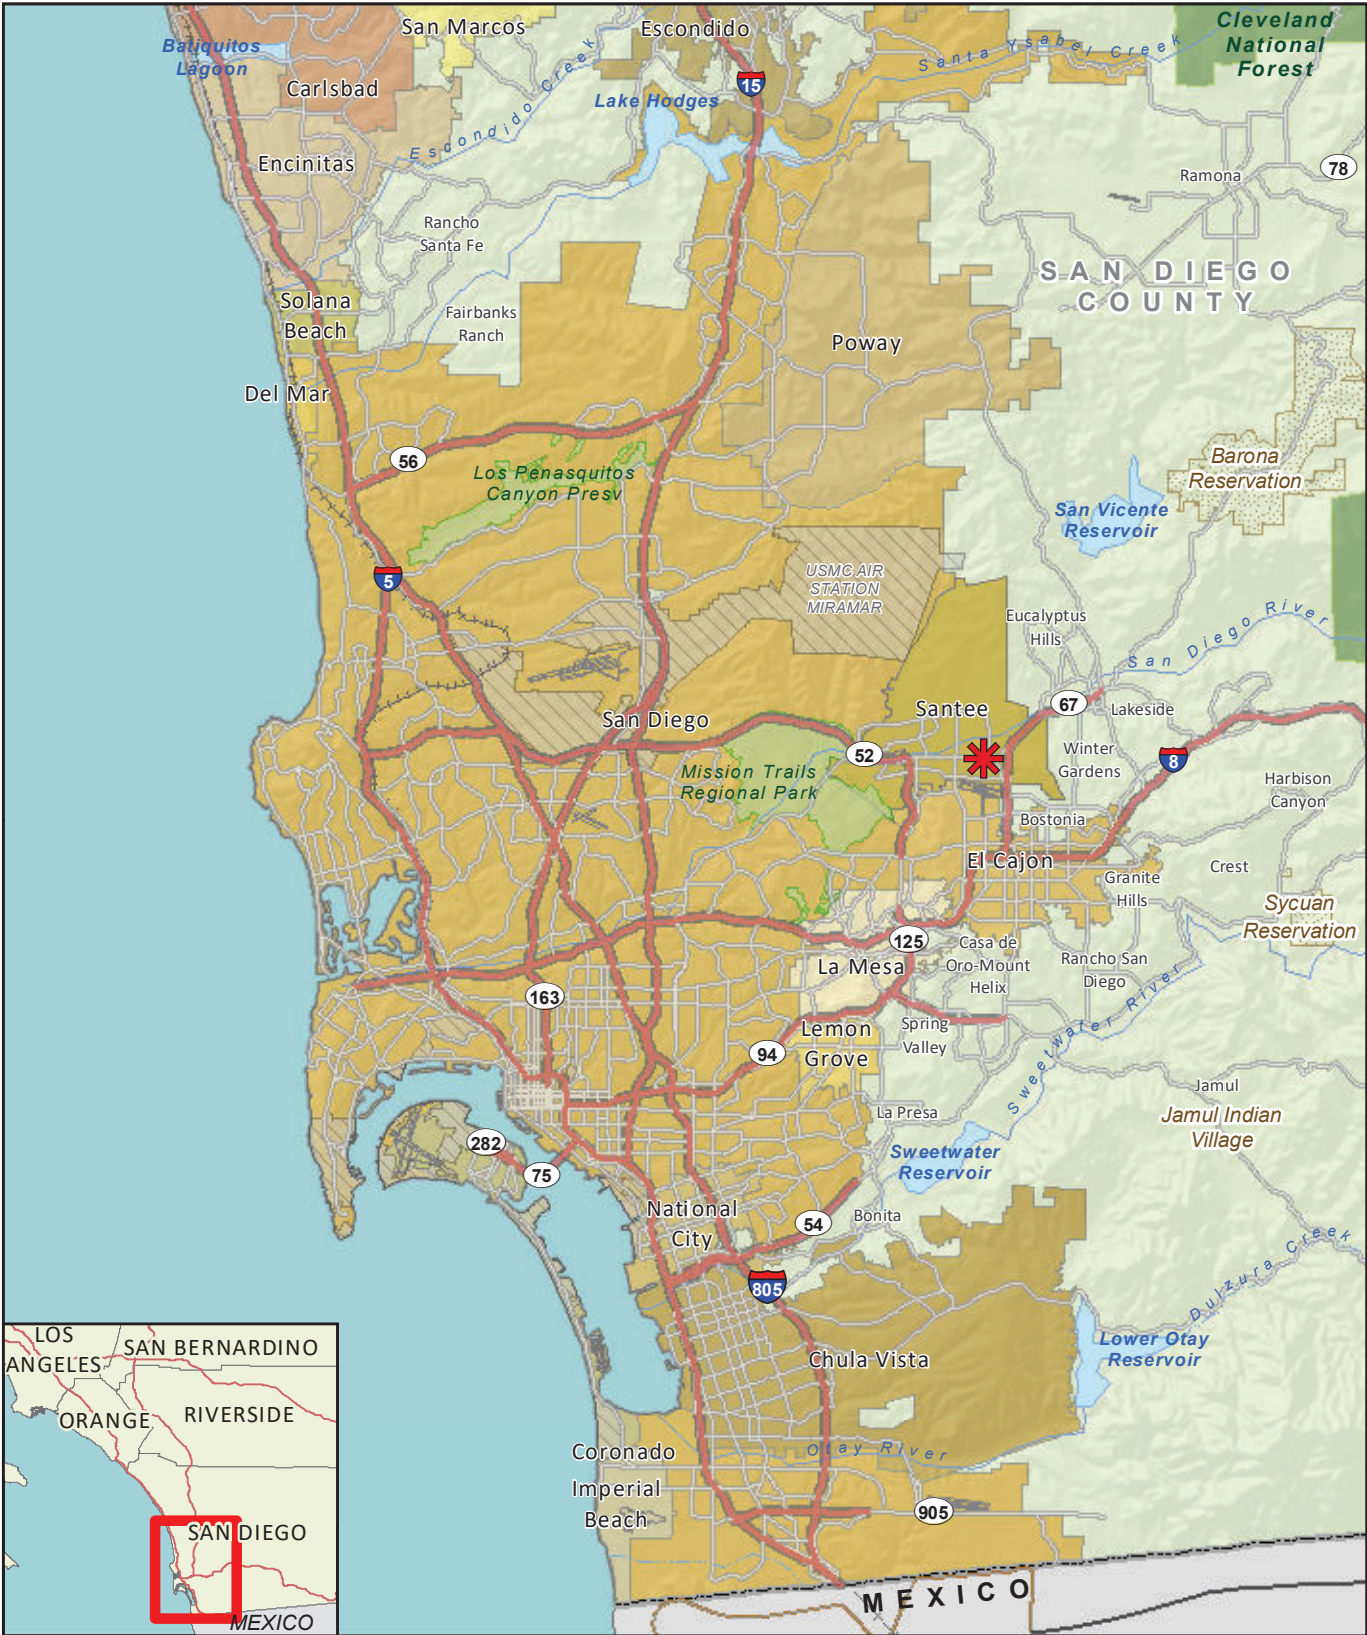 San Marcos
Escondido
Cleveland
National
Forest
Batiquitos
Lagoon
Carlsbad
Escondido Creek
Lake Hodges
15
Santa Ysabel Creek
Encinitas
Ramona
78
Rancho
Santa Fe
SAN DIEGO
COUNTY
Solana
Beach
Fairbanks
Ranch
Poway
Del Mar
56
Los Penasquitos
Canyon Presv
Barona
Reservation
San Vicente
Reservoir
5
USMC AIR
STATION
MIRAMAR
Eucalyptus
Hills
San Diego River
San Diego
Santee
67
Lakeside
52
Mission Trails
Regional Park
Winter
Gardens
8
Harbison
Canyon
Bostonia
El Cajon
Granite
Hills
Crest
Sycuan
Reservation
125
La Mesa
Casa de
Oro-Mount
Helix
Rancho San
Diego
163
Lemon
Grove
Spring
Valley
Sweetwater River
94
Jamul
La Presa
Jamul Indian
Village
282
75
Sweetwater
Reservoir
National
City
54
Bonita
805
Dulzura Creek
Lower Otay
Reservoir
Chula Vista
Otay River
Coronado
Imperial
Beach
905
MEXICO
LOS
ANGELES
SAN BERNARDINO
ORANGE
RIVERSIDE
SAN DIEGO
MEXICO